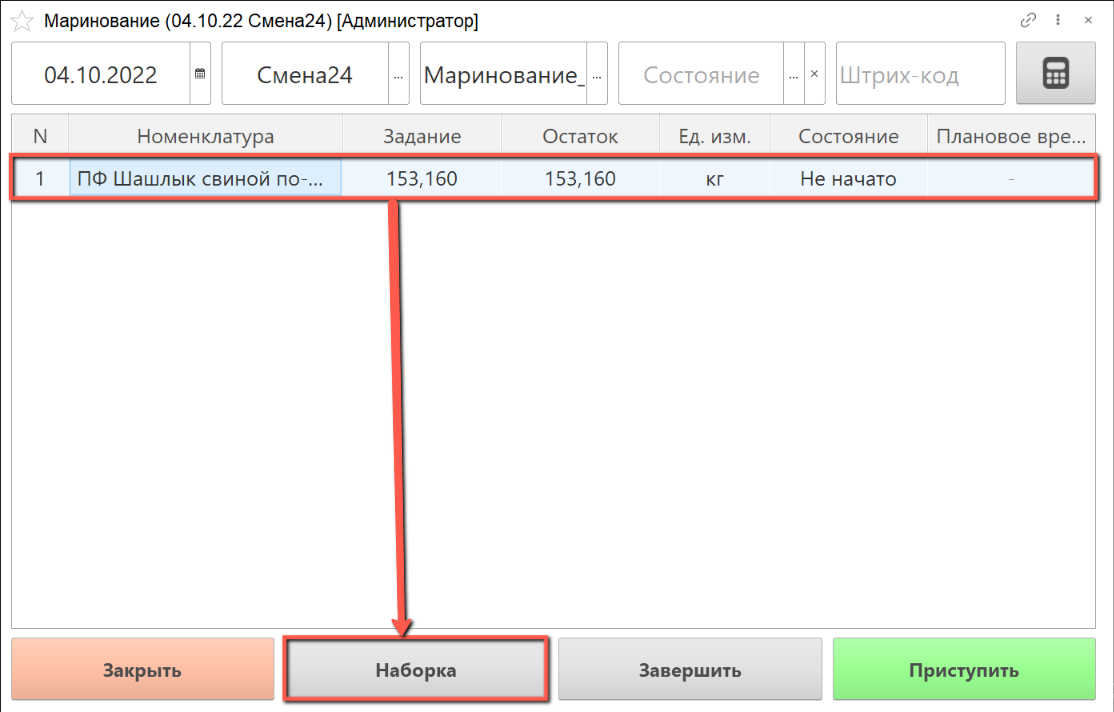 Маринование (04.10.22 Смена24) [Администратор]
04.10.2022 Смена24 ... Маринование_ ... Состояние ... × Штрих-код
N Номенклатура Задание Остаток Ед. изм. Состояние Плановое вре...
1 ПФ Шашлык свиной по-... 153,160 153,160 кг Не начато -
Закрыть Наборка Завершить Приступить